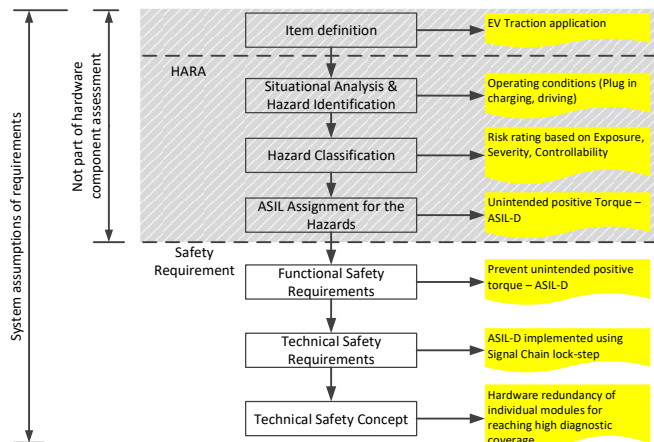 System assumptions of requirements
Not part of hardware
component assessment
Item definition
EV Traction application
HARA
Situational Analysis &
Hazard Identification
Operating conditions (Plug in
charging, driving)
Hazard Classification
Risk rating based on Exposure,
Severity, Controllability
ASIL Assignment for the
Hazards
Unintended positive Torque –
ASIL-D
Safety
Requirement
Functional Safety
Requirements
Prevent unintended positive
torque – ASIL-D
Technical Safety
Requirements
ASIL-D implemented using
Signal Chain lock-step
Technical Safety Concept
Hardware redundancy of
individual modules for
reaching high diagnostic
coverage